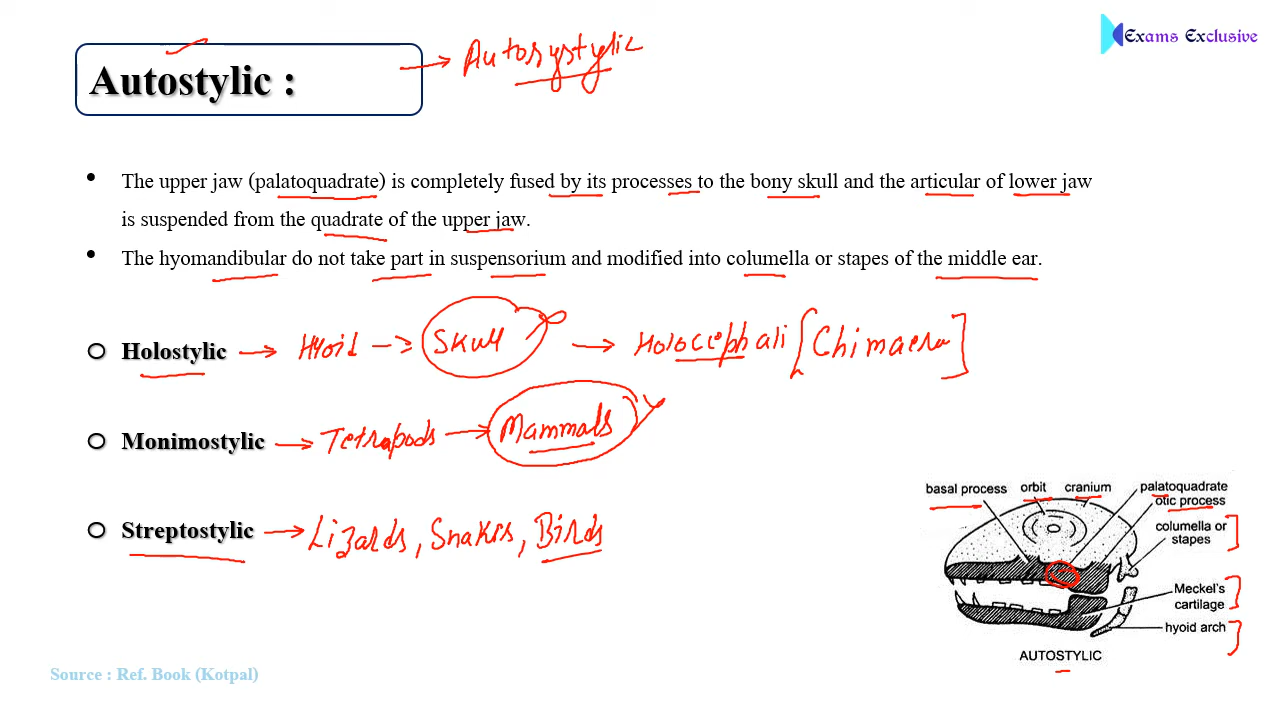 Exams Exclusive
Autostylic : → Autosystylic
• The upper jaw (palatoquadrate) is completely fused by its processes to the bony skull and the articular of lower jaw
is suspended from the quadrate of the upper jaw.
• The hyomandibular do not take part in suspensorium and modified into columella or stapes of the middle ear.
Holostylic → Hyoid → Skull → Holocephali [Chimaera]
Monimostylic → Tetrapods → Mammals
Streptostylic → Lizards, Snakes, Birds
basal process
orbit
cranium
palatoquadrate
otic process
columella or
stapes
Meckel's
cartilage
hyoid arch
AUTOSTYLIC
Source : Ref. Book (Kotpal)